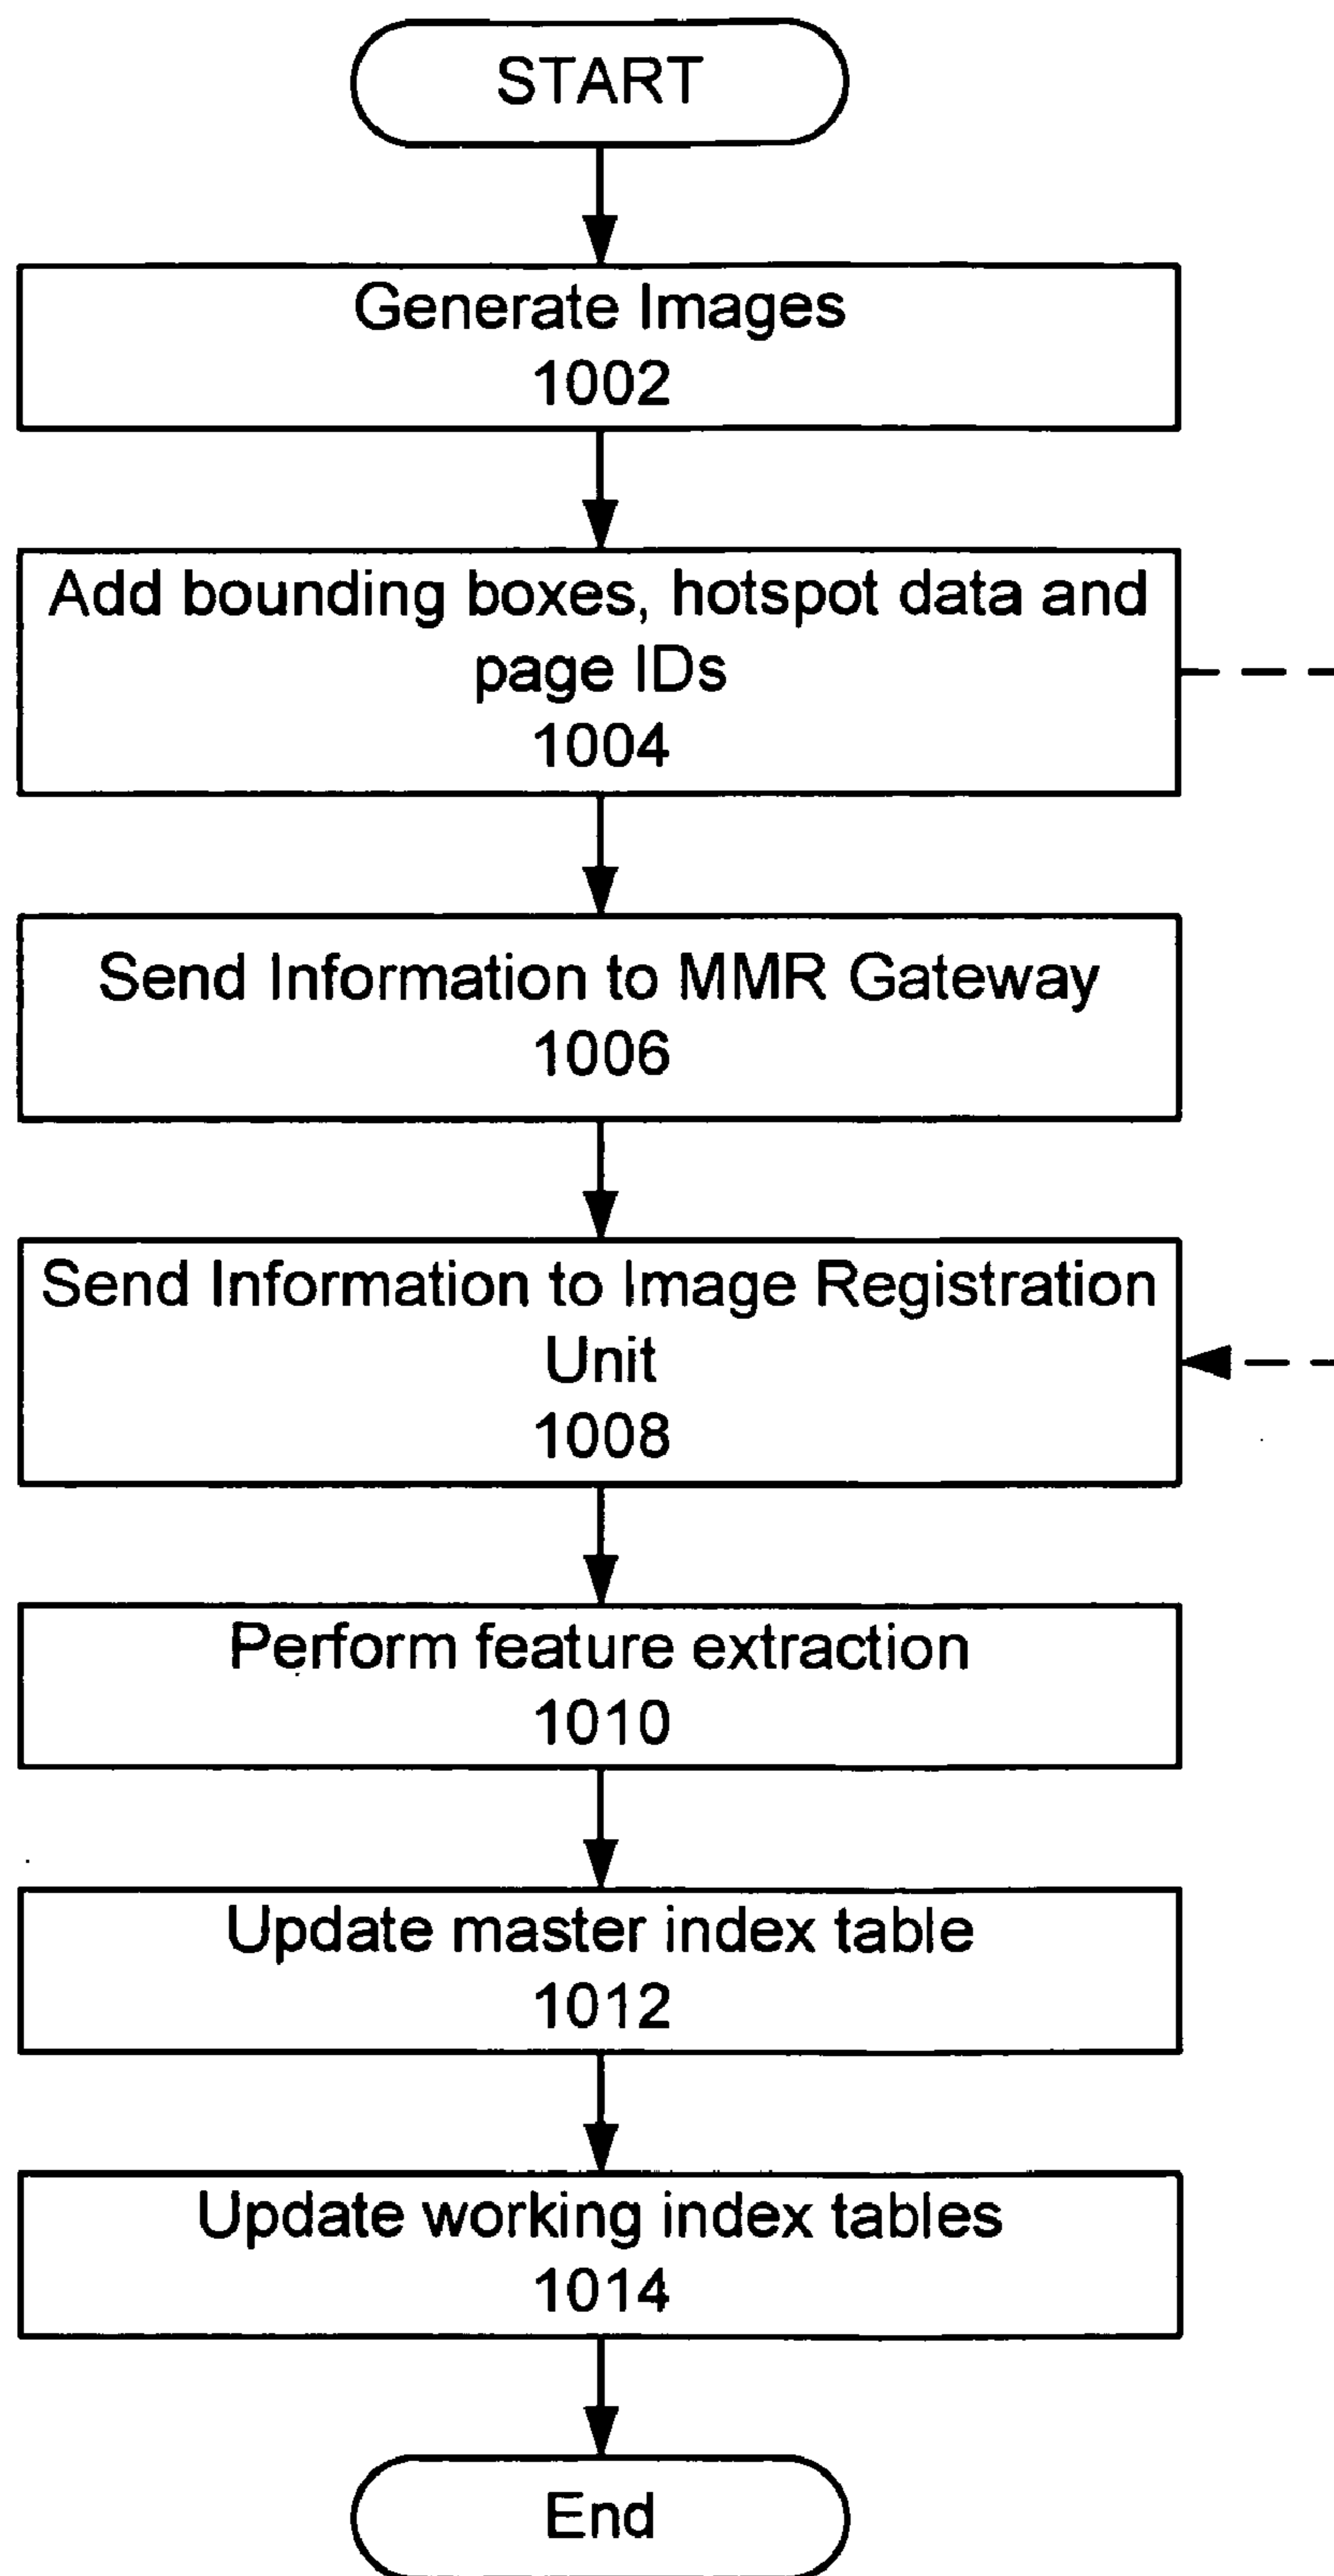 START
Generate Images
1002
Add bounding boxes, hotspot data and
page IDs
1004
Send Information to MMR Gateway
1006
Send Information to Image Registration
Unit
1008
Perform feature extraction
1010
Update master index table
1012
Update working index tables
1014
End